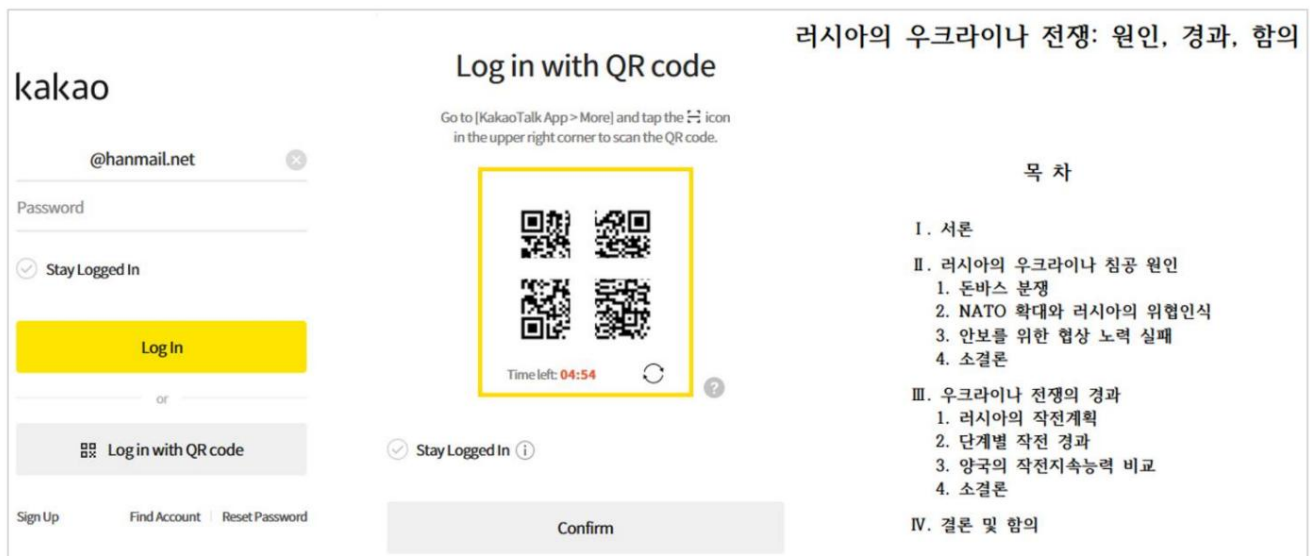 kakao
@hanmail.net
Password
Stay Logged In
Log In
or
Log in with QR code
Sign Up
Find Account
Reset Password
Log in with QR code
Go to [KakaoTalk App > More] and tap the icon
in the upper right corner to scan the QR code.
Time left: 04:54
?
Stay Logged In i
Confirm
러시아의 우크라이나 전쟁: 원인, 경과, 함의
목 차
Ⅰ. 서론
Ⅱ. 러시아의 우크라이나 침공 원인
1. 돈바스 분쟁
2. NATO 확대와 러시아의 위협인식
3. 안보를 위한 협상 노력 실패
4. 소결론
Ⅲ. 우크라이나 전쟁의 경과
1. 러시아의 작전계획
2. 단계별 작전 경과
3. 양국의 작전지속능력 비교
4. 소결론
Ⅳ. 결론 및 함의